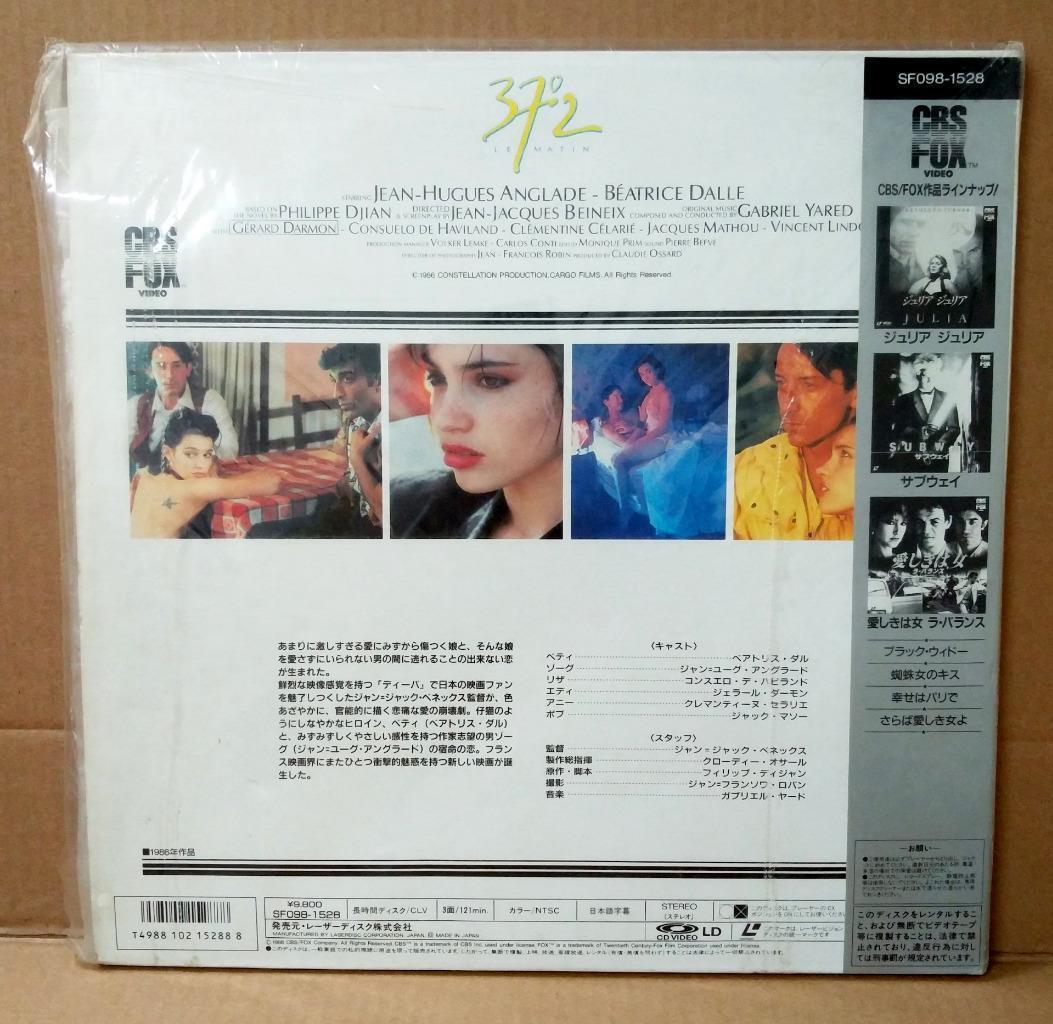 37°2
LE MATIN
STARRING JEAN-HUGUES ANGLADE - BÉATRICE DALLE
BASED ON THE NOVEL BY PHILIPPE DJIAN DIRECTED & SCREENPLAY BY JEAN-JACQUES BEINEIX ORIGINAL MUSIC COMPOSED AND CONDUCTED BY GABRIEL YARED
WITH GÉRARD DARMON - CONSUELO DE HAVILAND - CLÉMENTINE CÉLARIÉ - JACQUES MATHOU - VINCENT LINDO
PRODUCTION MANAGER VOLKER LEMKE - CARLOS CONTI EDITED BY MONIQUE PRIM SOUND PIERRE BEFVE
DIRECTOR OF PHOTOGRAPHY JEAN - FRANCOIS ROBIN PRODUCED BY CLAUDIE OSSARD
© 1986 CONSTELLATION PRODUCTION, CARGO FILMS. All Rights Reserved.
CBS
FOX
VIDEO
あまりに激しすぎる愛にみずから傷つく娘と、そんな娘
を愛さずにいられない男の闇に逃れることの出来ない恋
が生まれた。
鮮烈な映像感覚を持つ「ディーバ」で日本の映画ファン
を魅了しつくしたジャン=ジャック・ベネックス監督が、色
あざやかに、官能的に描く悲痛な愛の崩壊劇。仔猫のよ
うにしなやかなヒロイン、ベティ(ベアトリス・ダル)
と、みずみずしくやさしい感性を持つ作家志望の男ゾー
グ(ジャン=ユーグ・アングラード)の宿命の恋。フラン
ス映画界にまたひとつ衝撃的魅惑を持つ新しい映画が誕
生した。
〈キャスト〉
ベティ……ベアトリス・ダル
ゾーグ……ジャン=ユーグ・アングラード
リザ……コンスエロ・デ・ハビランド
エディ……ジェラール・ダーモン
アニー……クレマンティーヌ・セラリエ
ボブ……ジャック・マソー
〈スタッフ〉
監督……ジャン=ジャック・ベネックス
製作総指揮……クローディー・オサール
原作・脚本……フィリップ・ディジャン
撮影……ジャン=フランソワ・ロバン
音楽……ガブリエル・ヤード
■1986年作品
T4988 102 15288 8
¥9,800
SF098-1528
長時間ディスク/CLV
3面/121min.
カラー/NTSC
日本語字幕
STEREO
(ステレオ)
発売元・レーザーディスク株式会社
MANUFACTURED BY LASERDISC CORPORATION, JAPAN. MADE IN JAPAN
CD VIDEO LD
© 1988 CBS/FOX Company. All Rights Reserved. CBS™ is a trademark of CBS Inc. used under license. FOX™ is a trademark of Twentieth Century-Fox Film Corporation used under license.
SF098-1528
CBS
FOX™
VIDEO
CBS/FOX作品ラインナップ!
ジュリア ジュリア
JULIA
ジュリア ジュリア
SUBWAY
サブウェイ
サブウェイ
愛しきは女
ラ・バランス
愛しきは女 ラ・バランス
ブラック・ウィドー
蜘蛛女のキス
幸せはパリで
さらば愛しき女よ
―お願い―
このディスクをレンタルするこ
と、および無断でビデオテープ
等に複製することは、法律で禁
止されており、違反行為に対し
ては刑事罰が規定されています。